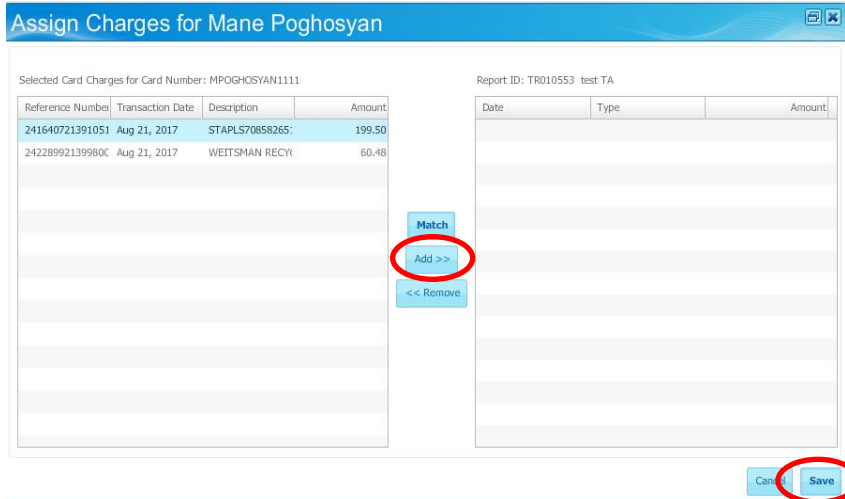 Assign Charges for Mane Poghosyan
Selected Card Charges for Card Number: MPOGHOSYAN1111
Report ID: TR010553 test TA
Reference Number Transaction Date Description Amount
Date Type Amount
241640721391051 Aug 21, 2017 STAPLS70858265: 199.50
24228992139980C Aug 21, 2017 WEITSMAN RECY( 60.48
Match
Add >>
<< Remove
Cancel Save